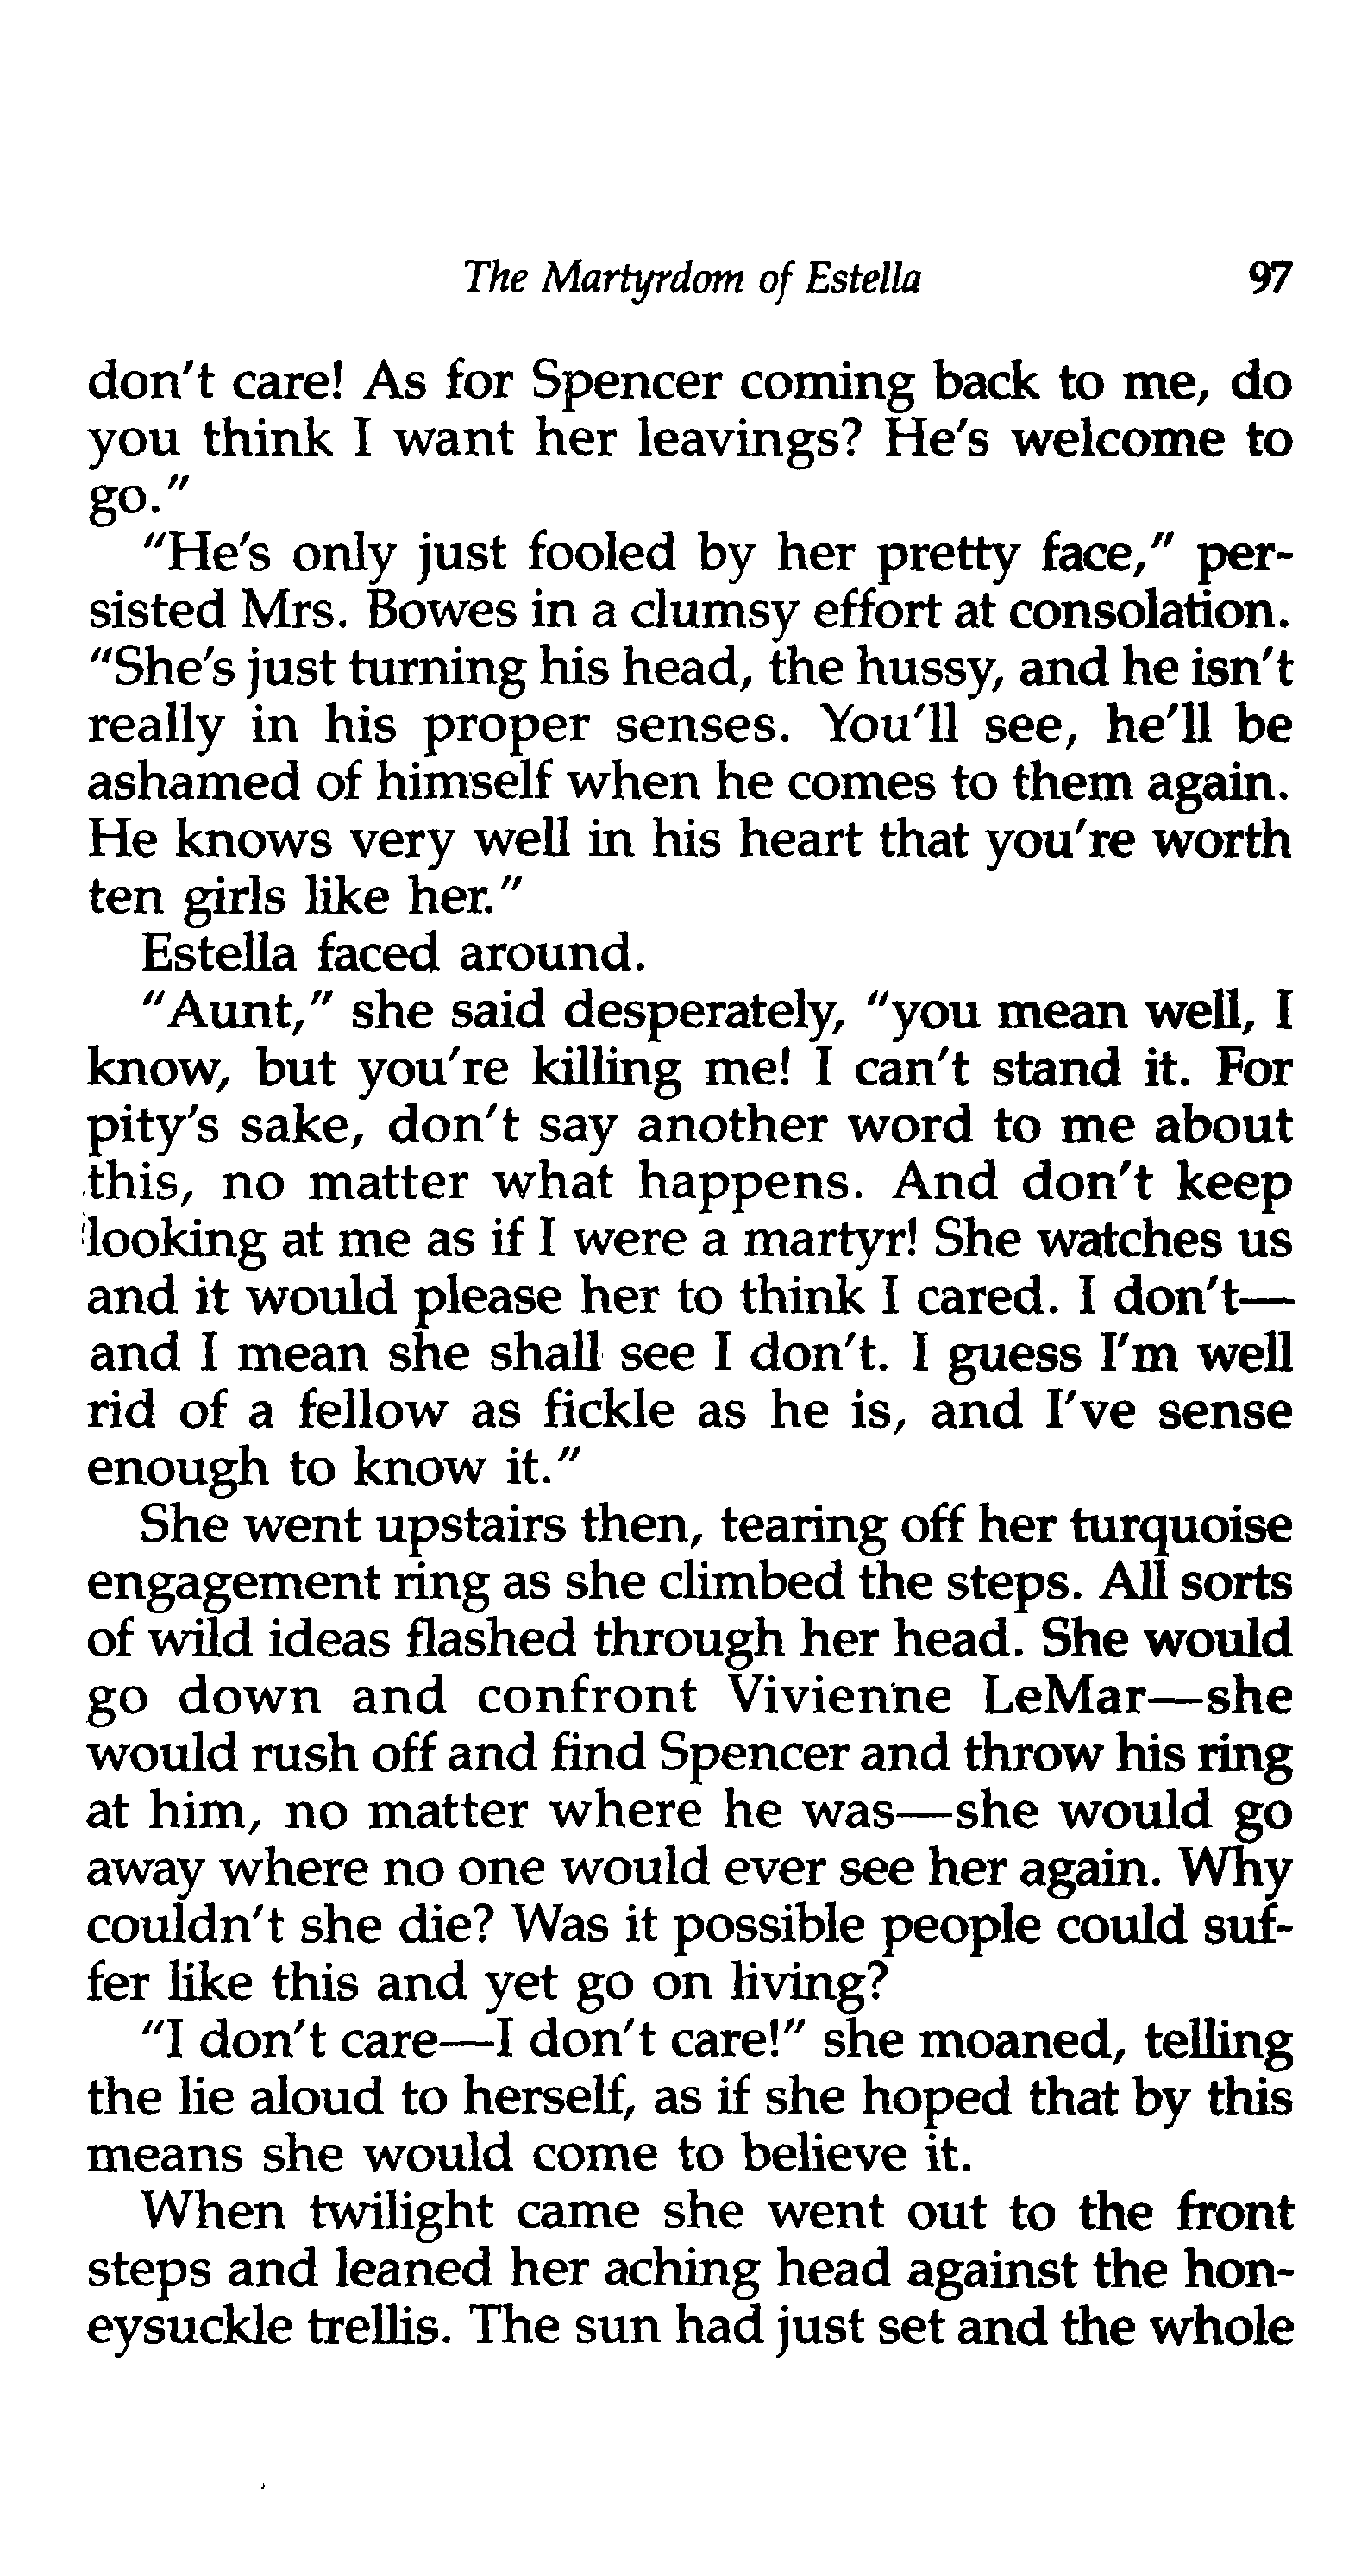 The Martyrdom of Estella 97
don't care! As for Spencer coming back to me, do
you think I want her leavings? He's welcome to
go."
"He's only just fooled by her pretty face," per-
sisted Mrs. Bowes in a clumsy effort at consolation.
"She's just turning his head, the hussy, and he isn't
really in his proper senses. You'll see, he'll be
ashamed of himself when he comes to them again.
He knows very well in his heart that you're worth
ten girls like her."
Estella faced around.
"Aunt," she said desperately, "you mean well, I
know, but you're killing me! I can't stand it. For
pity's sake, don't say another word to me about
this, no matter what happens. And don't keep
looking at me as if I were a martyr! She watches us
and it would please her to think I cared. I don't—
and I mean she shall see I don't. I guess I'm well
rid of a fellow as fickle as he is, and I've sense
enough to know it."
She went upstairs then, tearing off her turquoise
engagement ring as she climbed the steps. All sorts
of wild ideas flashed through her head. She would
go down and confront Vivienne LeMar—she
would rush off and find Spencer and throw his ring
at him, no matter where he was—she would go
away where no one would ever see her again. Why
couldn't she die? Was it possible people could suf-
fer like this and yet go on living?
"I don't care—I don't care!" she moaned, telling
the lie aloud to herself, as if she hoped that by this
means she would come to believe it.
When twilight came she went out to the front
steps and leaned her aching head against the hon-
eysuckle trellis. The sun had just set and the whole